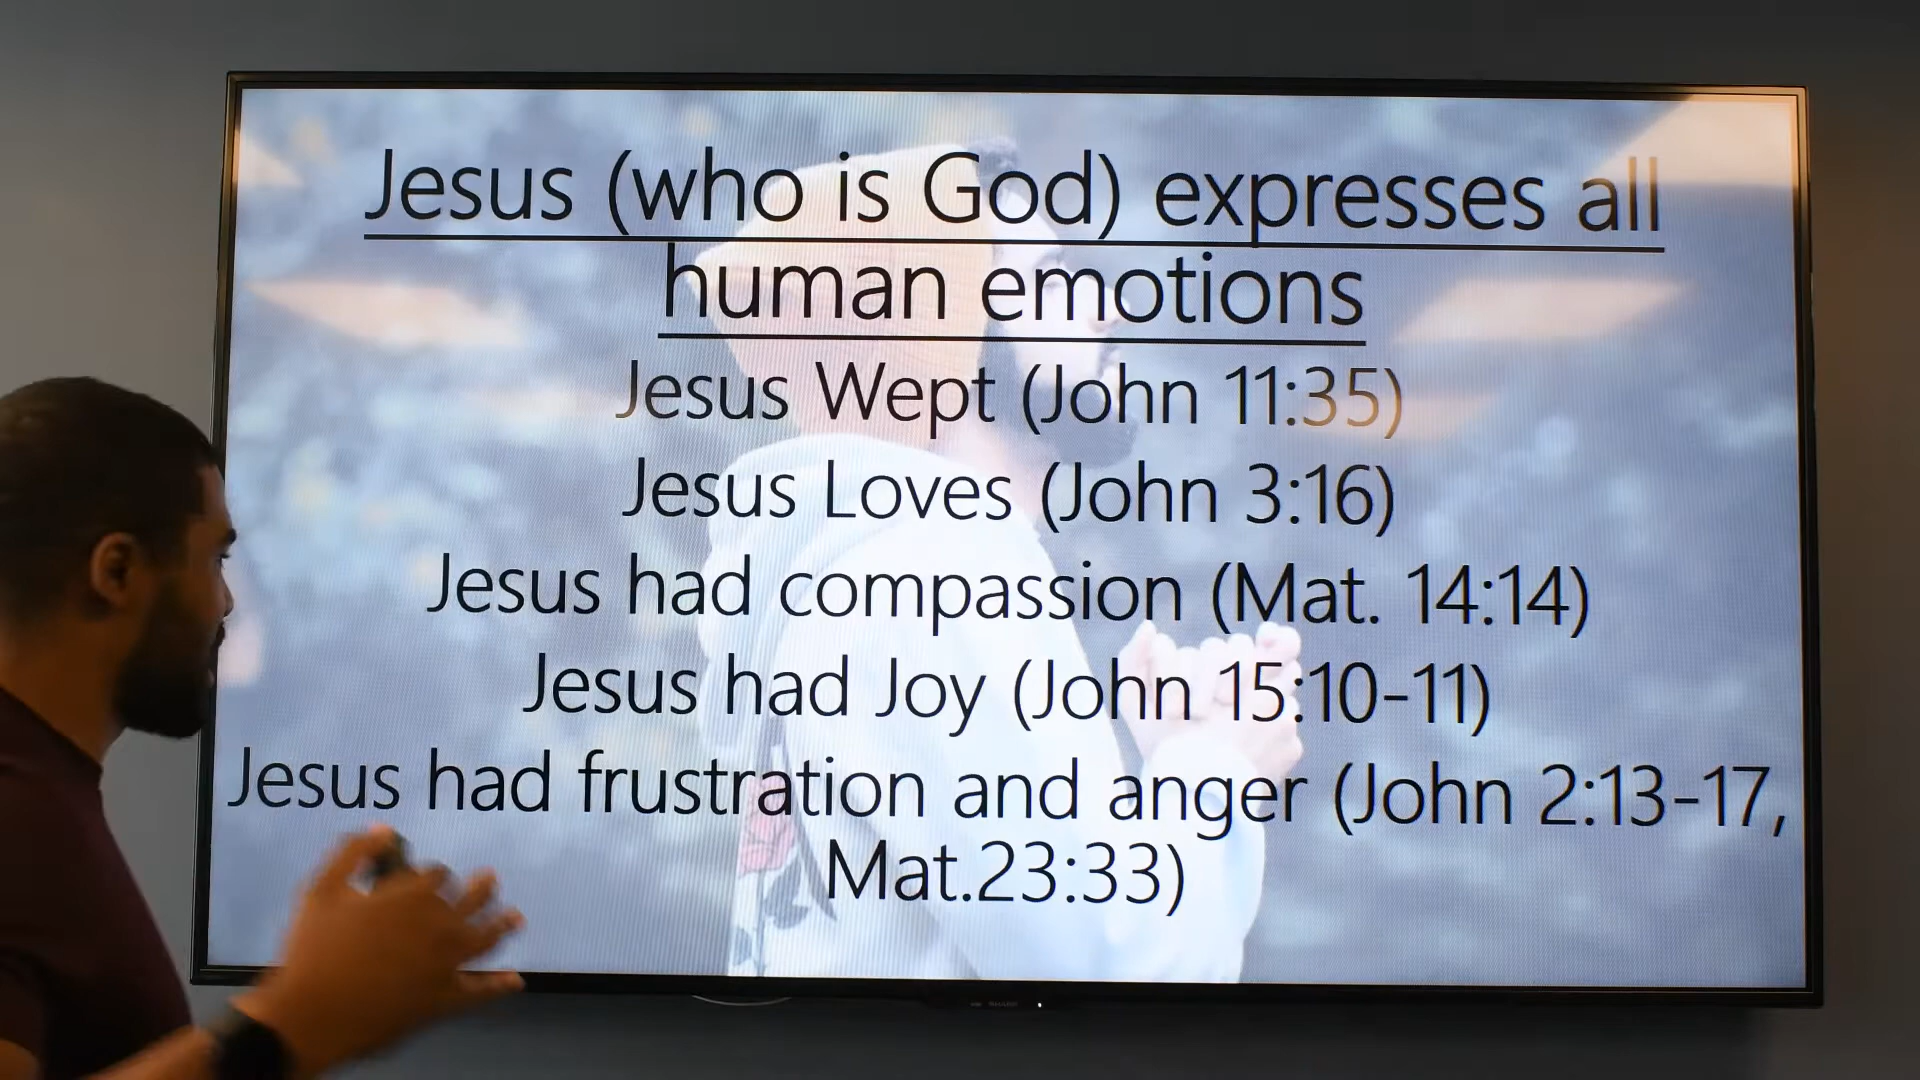 Jesus (who is God) expresses all
human emotions
Jesus Wept (John 11:35)
Jesus Loves (John 3:16)
Jesus had compassion (Mat. 14:14)
Jesus had Joy (John 15:10-11)
Jesus had frustration and anger (John 2:13-17,
Mat.23:33)